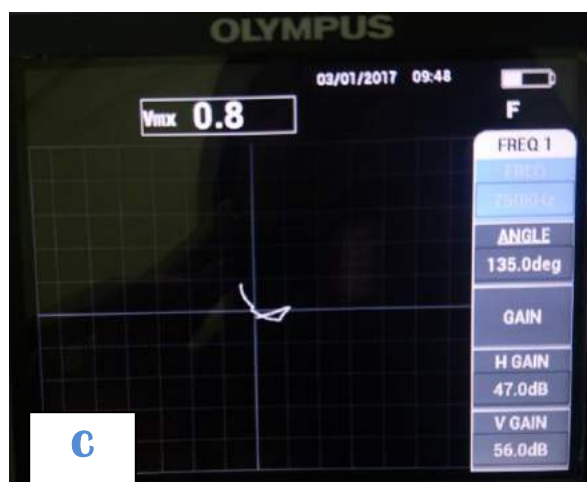 OLYMPUS
03/01/2017 09:48
Vmx 0.8
F
FREQ 1
FREQ
750KHz
ANGLE
135.0deg
GAIN
H GAIN
47.0dB
V GAIN
56.0dB
C